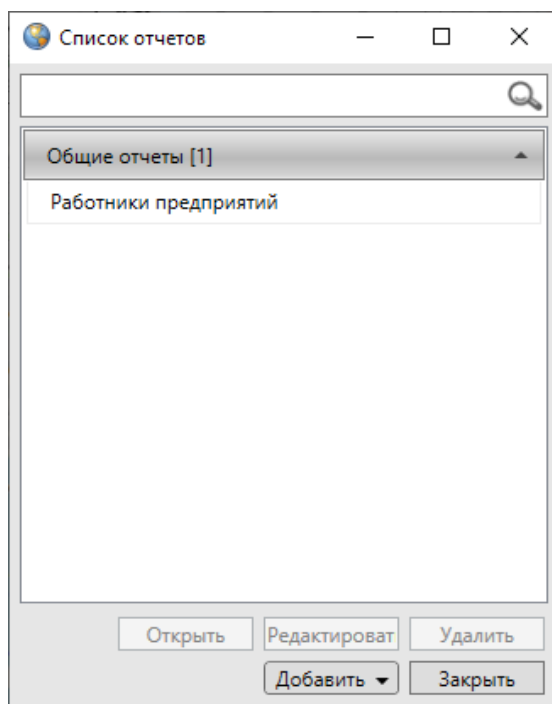 Список отчетов
Общие отчеты [1]
Работники предприятий
Открыть Редактироват Удалить
Добавить Закрыть